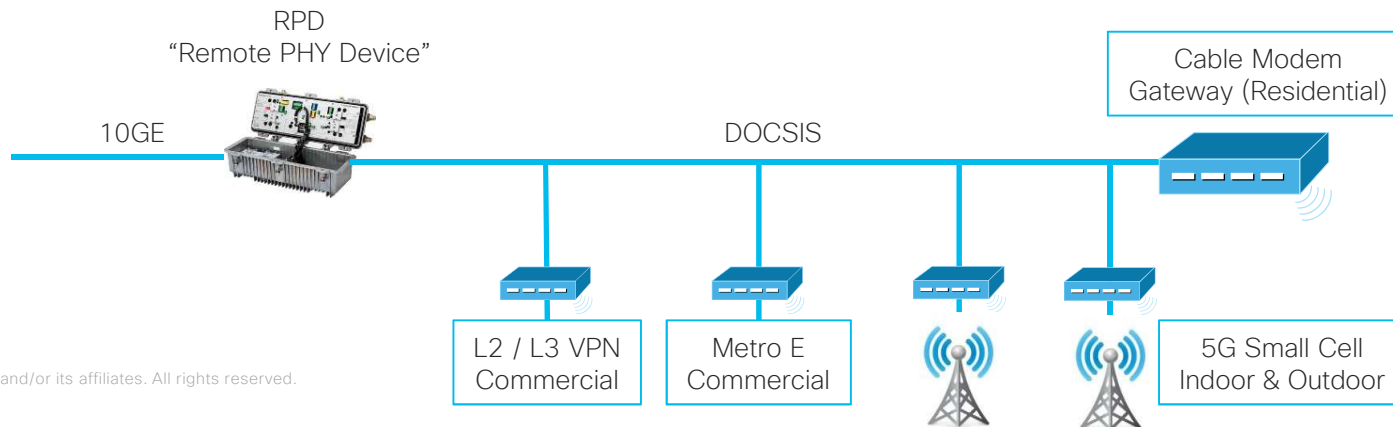 RPD
“Remote PHY Device”
Cable Modem
Gateway (Residential)
10GE
DOCSIS
L2 / L3 VPN
Commercial
Metro E
Commercial
5G Small Cell
Indoor & Outdoor
and/or its affiliates. All rights reserved.